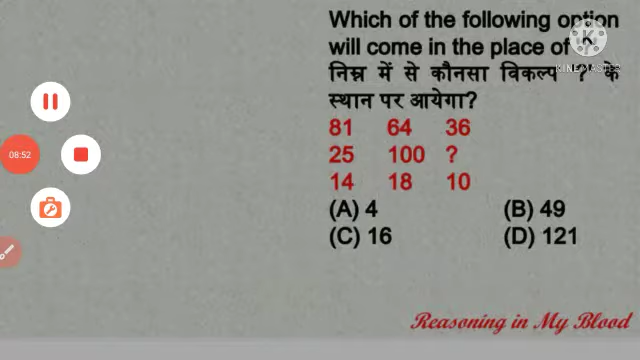 Which of the following option
will come in the place of
K
KINEMASTER
निम्न में से कौनसा विकल्प '?' के
स्थान पर आयेगा?
81 64 36
25 100 ?
14 18 10
(A) 4 (B) 49
(C) 16 (D) 121
08:52
Reasoning in My Blood